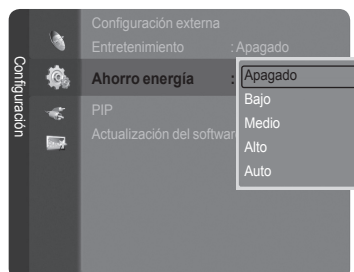 Configuración
Configuración externa
Entretenimiento : Apagado
Ahorro energía :
PIP
Actualización del software
Apagado
Bajo
Medio
Alto
Auto